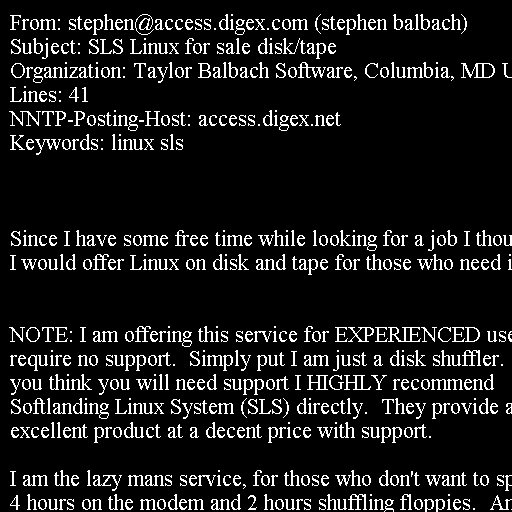 From: stephen@access.digex.com (stephen balbach)
Subject: SLS Linux for sale disk/tape
Organization: Taylor Balbach Software, Columbia, MD
Lines: 41
NNTP-Posting-Host: access.digex.net
Keywords: linux sls
Since I have some free time while looking for a job I
I would offer Linux on disk and tape for those who need
NOTE: I am offering this service for EXPERIENCED
require no support.  Simply put I am just a disk shuffler.
you think you will need support I HIGHLY recommend
Softlanding Linux System (SLS) directly.  They provide
excellent product at a decent price with support.
I am the lazy mans service, for those who don't want to
4 hours on the modem and 2 hours shuffling floppies.